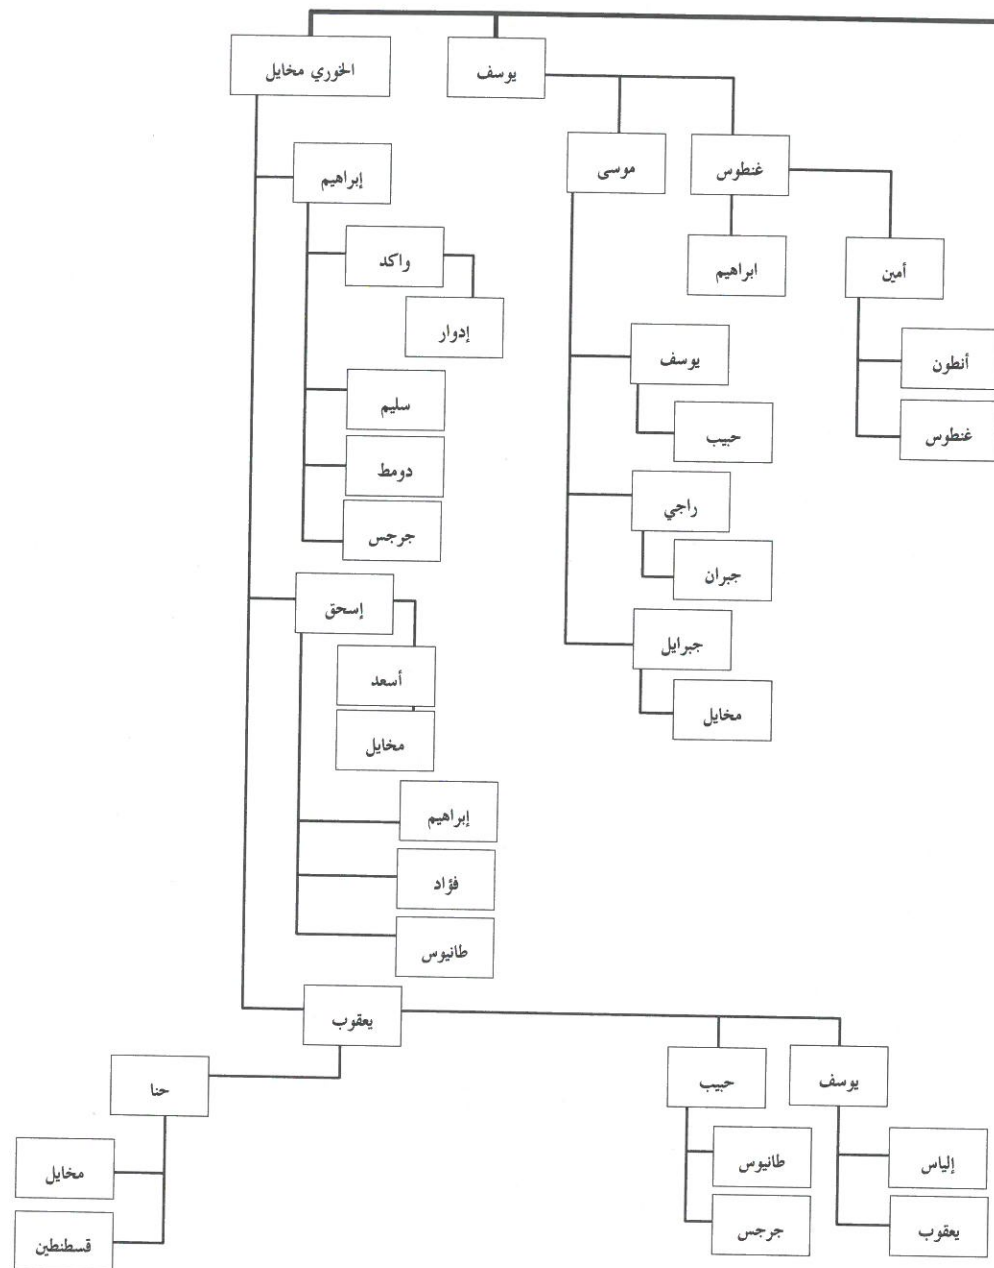 الخوري مخايل
يوسف
موسى
غنطوس
إبراهيم
واكد
ابراهيم
أمين
إدوار
يوسف
أنطون
سليم
حبيب
غنطوس
دومط
راجي
جرجس
جبران
إسحق
جبرايل
أسعد
مخايل
مخايل
إبراهيم
فؤاد
طانيوس
يعقوب
حنا
حبيب
يوسف
مخايل
طانيوس
إلياس
قسطنطين
جرجس
يعقوب